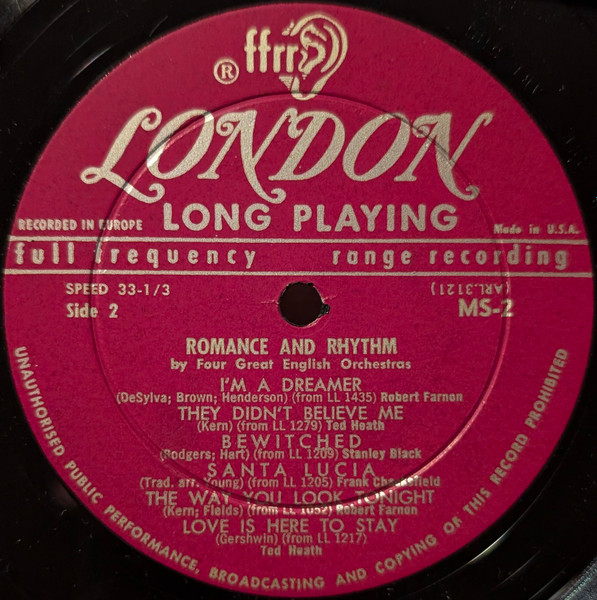 ffrr
®
LONDON
LONG PLAYING
RECORDED IN EUROPE
Made in U.S.A.
full frequency range recording
SPEED 33-1/3
(ARL.3121)
Side 2
MS-2
ROMANCE AND RHYTHM
by Four Great English Orchestras
I'M A DREAMER
(DeSylva; Brown; Henderson) (from LL 1435) Robert Farnon
THEY DIDN'T BELIEVE ME
(Kern) (from LL 1279) Ted Heath
BEWITCHED
(Rodgers; Hart) (from LL 1209) Stanley Black
SANTA LUCIA
(Trad. arr. Young) (from LL 1205) Frank Chacksfield
THE WAY YOU LOOK TONIGHT
(Kern; Fields) (from LL 1052) Robert Farnon
LOVE IS HERE TO STAY
(Gershwin) (from LL 1217)
Ted Heath
UNAUTHORISED PUBLIC PERFORMANCE, BROADCASTING AND COPYING OF THIS RECORD PROHIBITED